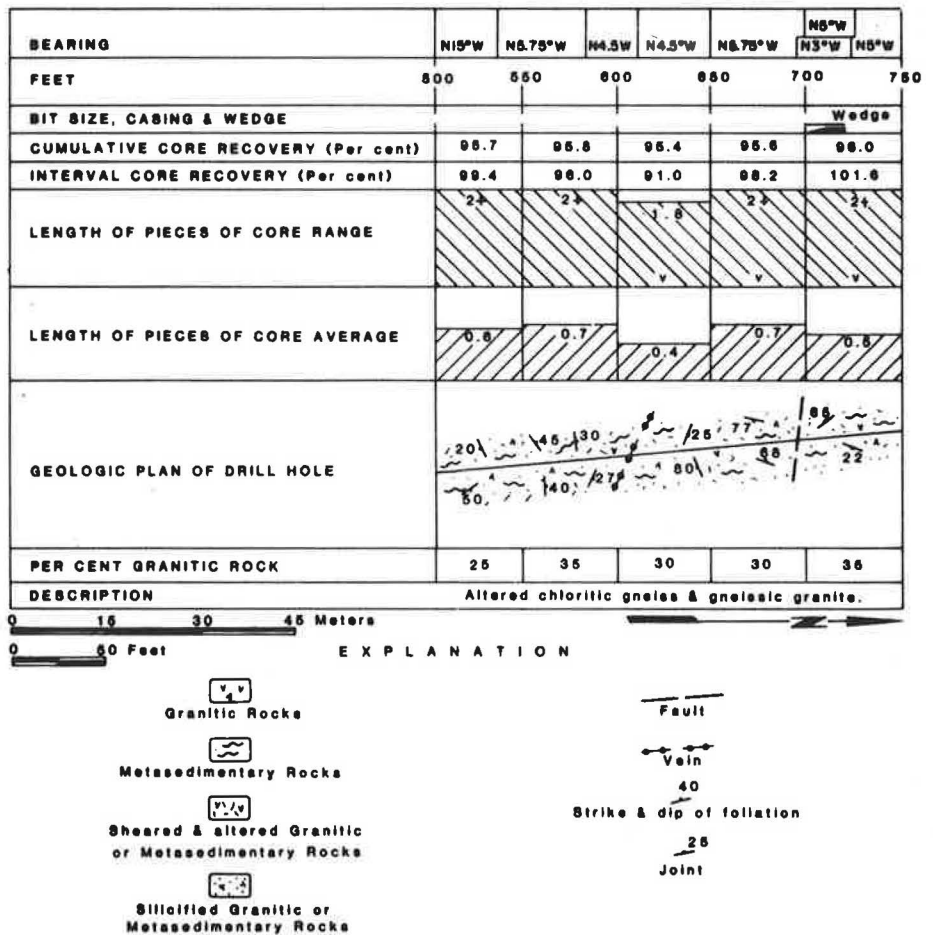 N6°W
BEARING N15°W N5.75°W N4.5W N4.5°W N6.75°W N3°W N5°W
FEET 500 550 600 650 700 750
BIT SIZE, CASING & WEDGE Wedge
CUMULATIVE CORE RECOVERY (Per cent) 95.7 95.8 95.4 95.6 96.0
INTERVAL CORE RECOVERY (Per cent) 99.4 96.0 91.0 98.2 101.6
2+ 2+ 1.8 2+ 2+
LENGTH OF PIECES OF CORE RANGE
LENGTH OF PIECES OF CORE AVERAGE 0.6 0.7 0.4 0.7 0.5
20 45 30 25 77
GEOLOGIC PLAN OF DRILL HOLE
50 40 27 80 68 22
PER CENT GRANITIC ROCK 25 35 30 30 35
DESCRIPTION Altered chloritic gneiss & gneissic granite.
0 15 30 45 Meters
0 50 Feet EXPLANATION
Granitic Rocks
Metasedimentary Rocks
Sheared & altered Granitic
or Metasedimentary Rocks
Silicified Granitic or
Metasedimentary Rocks
N
Fault
Vein
40
Strike & dip of foliation
25
Joint